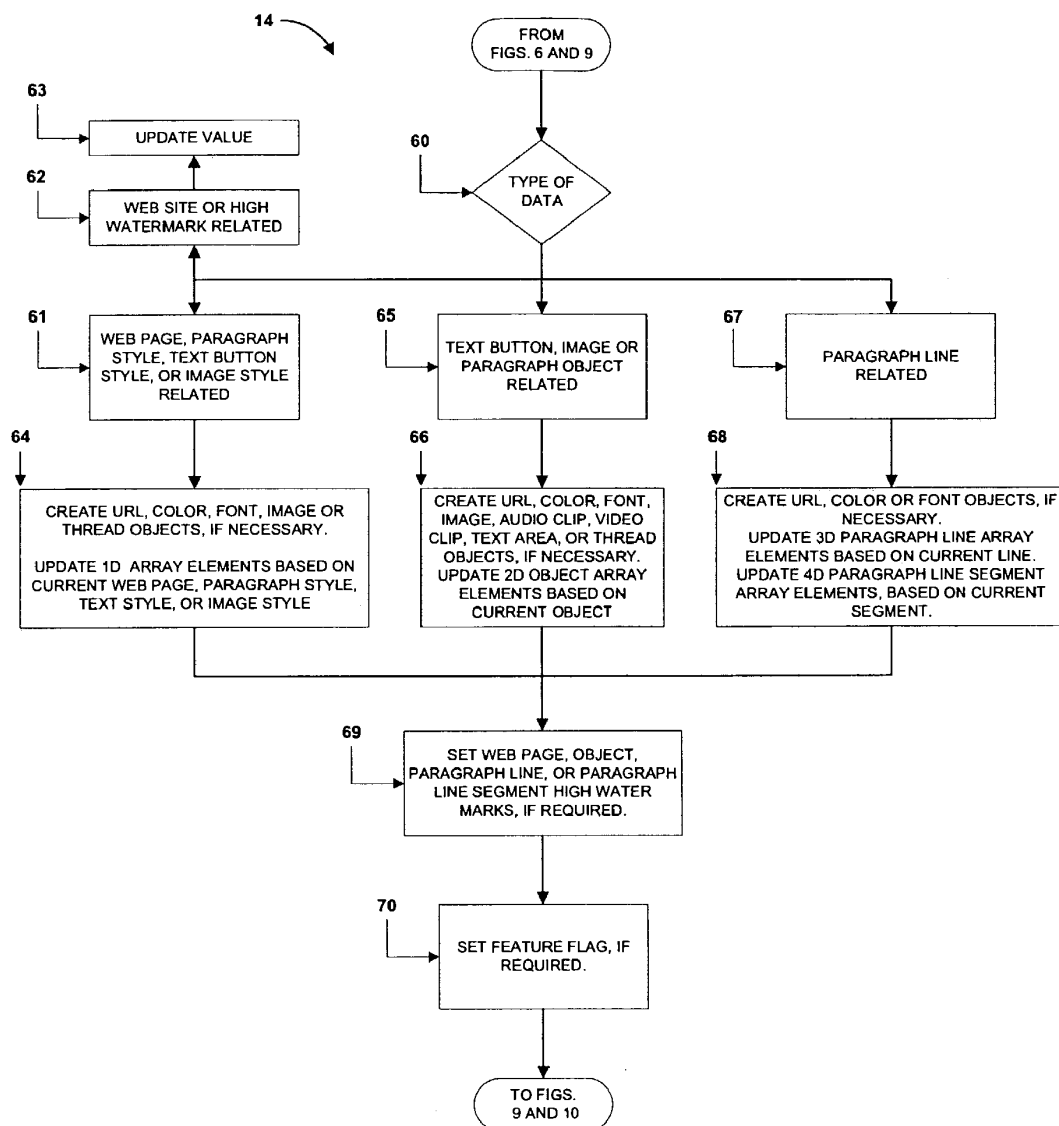 14
FROM
FIGS. 6 AND 9
63
UPDATE VALUE
60
TYPE OF
DATA
62
WEB SITE OR HIGH
WATERMARK RELATED
61
WEB PAGE, PARAGRAPH
STYLE, TEXT BUTTON
STYLE, OR IMAGE STYLE
RELATED
65
TEXT BUTTON, IMAGE OR
PARAGRAPH OBJECT
RELATED
67
PARAGRAPH LINE
RELATED
64
CREATE URL, COLOR, FONT, IMAGE OR
THREAD OBJECTS, IF NECESSARY.
UPDATE 1D ARRAY ELEMENTS BASED ON
CURRENT WEB PAGE, PARAGRAPH STYLE,
TEXT STYLE, OR IMAGE STYLE
66
CREATE URL, COLOR, FONT,
IMAGE, AUDIO CLIP, VIDEO
CLIP, TEXT AREA, OR THREAD
OBJECTS, IF NECESSARY.
UPDATE 2D OBJECT ARRAY
ELEMENTS BASED ON
CURRENT OBJECT
68
CREATE URL, COLOR OR FONT OBJECTS, IF
NECESSARY.
UPDATE 3D PARAGRAPH LINE ARRAY
ELEMENTS BASED ON CURRENT LINE.
UPDATE 4D PARAGRAPH LINE SEGMENT
ARRAY ELEMENTS, BASED ON CURRENT
SEGMENT.
69
SET WEB PAGE, OBJECT,
PARAGRAPH LINE, OR PARAGRAPH
LINE SEGMENT HIGH WATER
MARKS, IF REQUIRED.
70
SET FEATURE FLAG, IF
REQUIRED.
TO FIGS.
9 AND 10